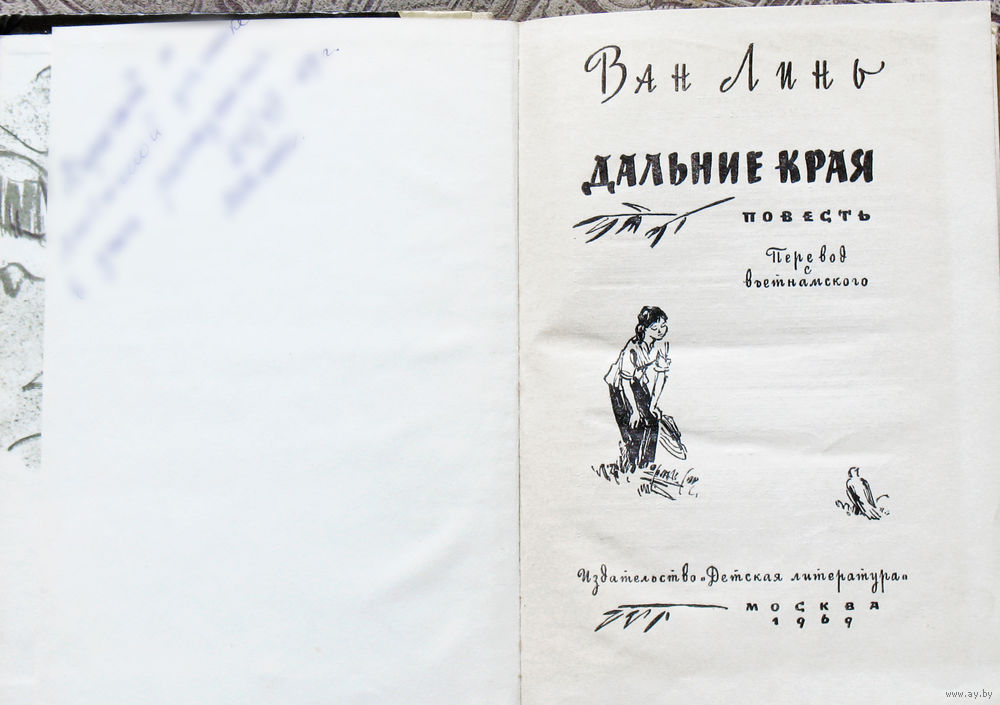 Ван Линь
ДАЛЬНИЕ КРАЯ
ПОВЕСТЬ
Перевод
с
вьетнамского
Издательство „Детская литература"
МОСКВА
1969
www.ay.by